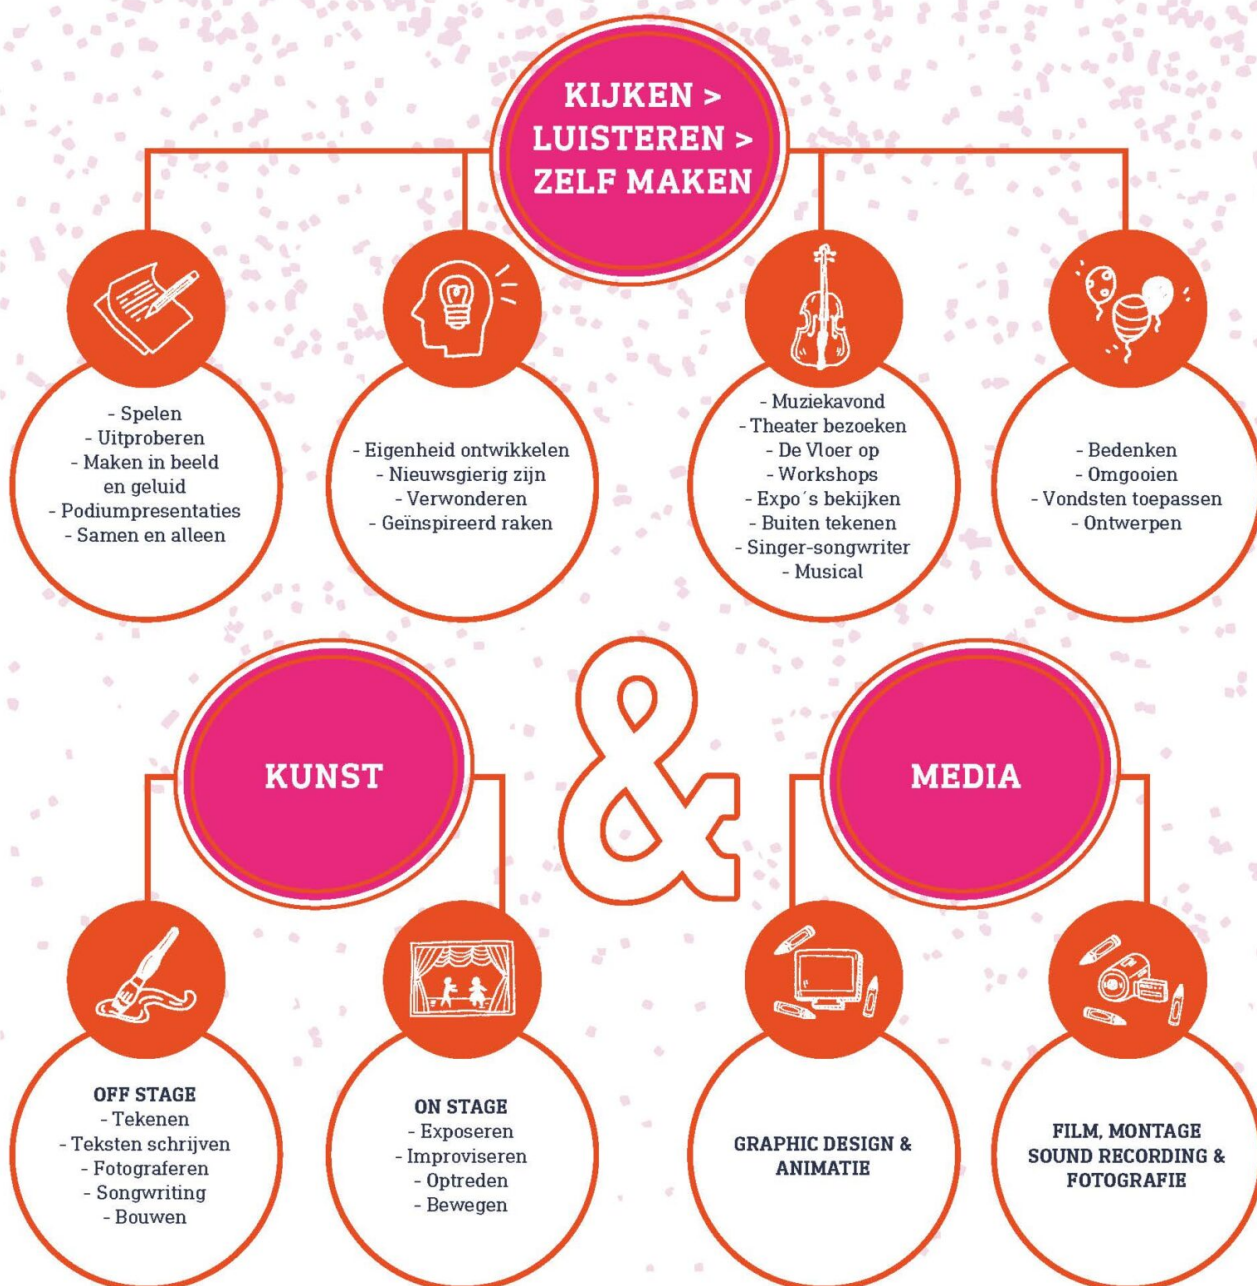 KIJKEN >
LUISTEREN >
ZELF MAKEN
- Spelen
- Uitproberen
- Maken in beeld
en geluid
- Podiumpresentaties
- Samen en alleen
- Eigenheid ontwikkelen
- Nieuwsgierig zijn
- Verwonderen
- Geïnspireerd raken
- Muziekavond
- Theater bezoeken
- De Vloer op
- Workshops
- Expo´s bekijken
- Buiten tekenen
- Singer-songwriter
- Musical
- Bedenken
- Omgooien
- Vondsten toepassen
- Ontwerpen
KUNST
&
MEDIA
OFF STAGE
- Tekenen
- Teksten schrijven
- Fotograferen
- Songwriting
- Bouwen
ON STAGE
- Exposeren
- Improviseren
- Optreden
- Bewegen
GRAPHIC DESIGN &
ANIMATIE
FILM, MONTAGE
SOUND RECORDING &
FOTOGRAFIE